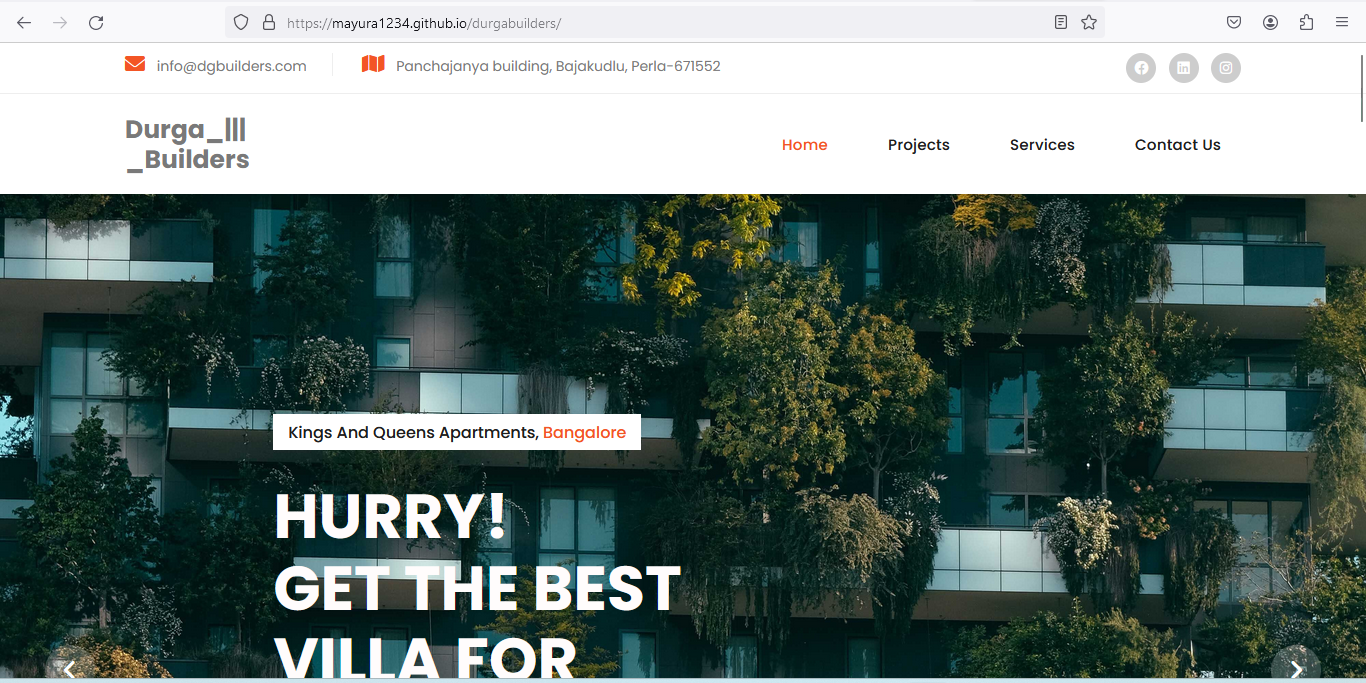 https://mayura1234.github.io/durgabuilders/
info@dgbuilders.com
Panchajanya building, Bajakudlu, Perla-671552
Durga_|||
_Builders
Home
Projects
Services
Contact Us
Kings And Queens Apartments, Bangalore
HURRY!
GET THE BEST
VILLA FOR